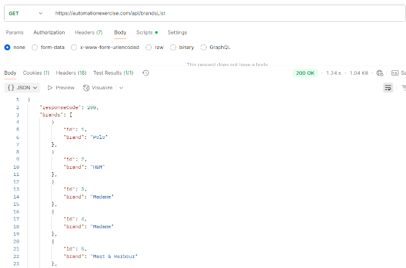 GET https://automationexercise.com/api/brandsList
Params Authorization Headers (7) Body Scripts Settings
none form-data x-www-form-urlencoded raw binary GraphQL
This request does not have a body
Body Cookies (1) Headers (16) Test Results (1/1) 200 OK 1.04 KB
{} JSON Preview Visualize
1 {
2 "responseCode": 200,
3 "brands": [
4 {
5 "id": 1,
6 "brand": "Polo"
7 },
8 {
9 "id": 2,
10 "brand": "H&M"
11 },
12 {
13 "id": 3,
14 "brand": "Madame"
15 },
16 {
17 "id": 4,
18 "brand": "Madame"
19 },
20 {
21 "id": 5,
22 "brand": "Mast & Harbour"
23 },